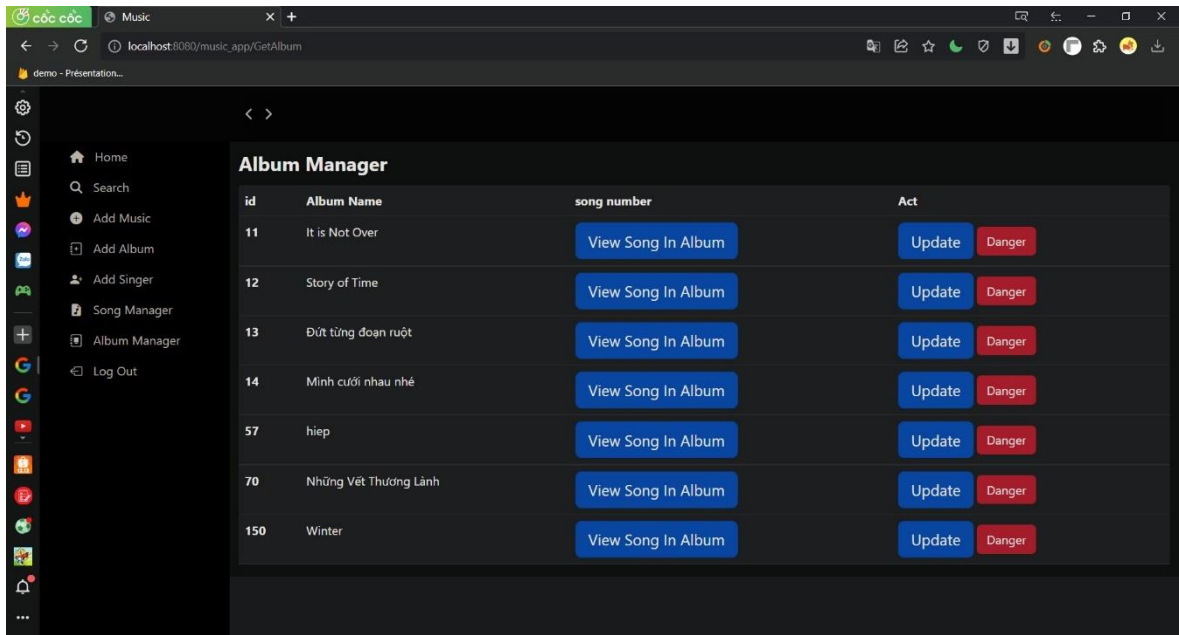 cốc cốc Music
localhost:8080/music_app/GetAlbum
demo - Présentation...
Home
Search
Add Music
Add Album
Add Singer
Song Manager
Album Manager
Log Out
Album Manager
id Album Name song number Act
11 It is Not Over View Song In Album Update Danger
12 Story of Time View Song In Album Update Danger
13 Đứt từng đoạn ruột View Song In Album Update Danger
14 Mình cưới nhau nhé View Song In Album Update Danger
57 hiep View Song In Album Update Danger
70 Những Vết Thương Lành View Song In Album Update Danger
150 Winter View Song In Album Update Danger